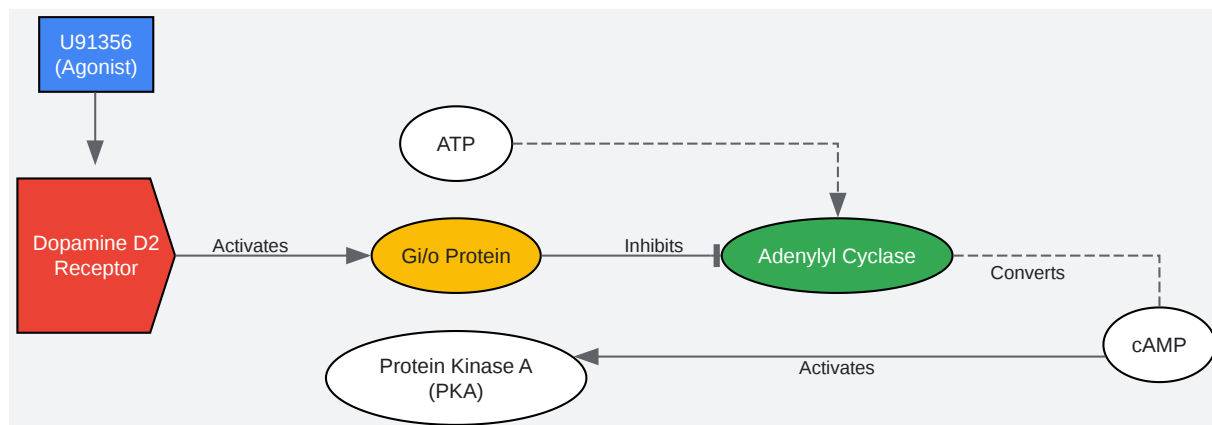 U91356
(Agonist)
ATP
Dopamine D2
Receptor
Activates
Gi/o Protein
Inhibits
Adenylyl Cyclase
Converts
cAMP
Activates
Protein Kinase A
(PKA)